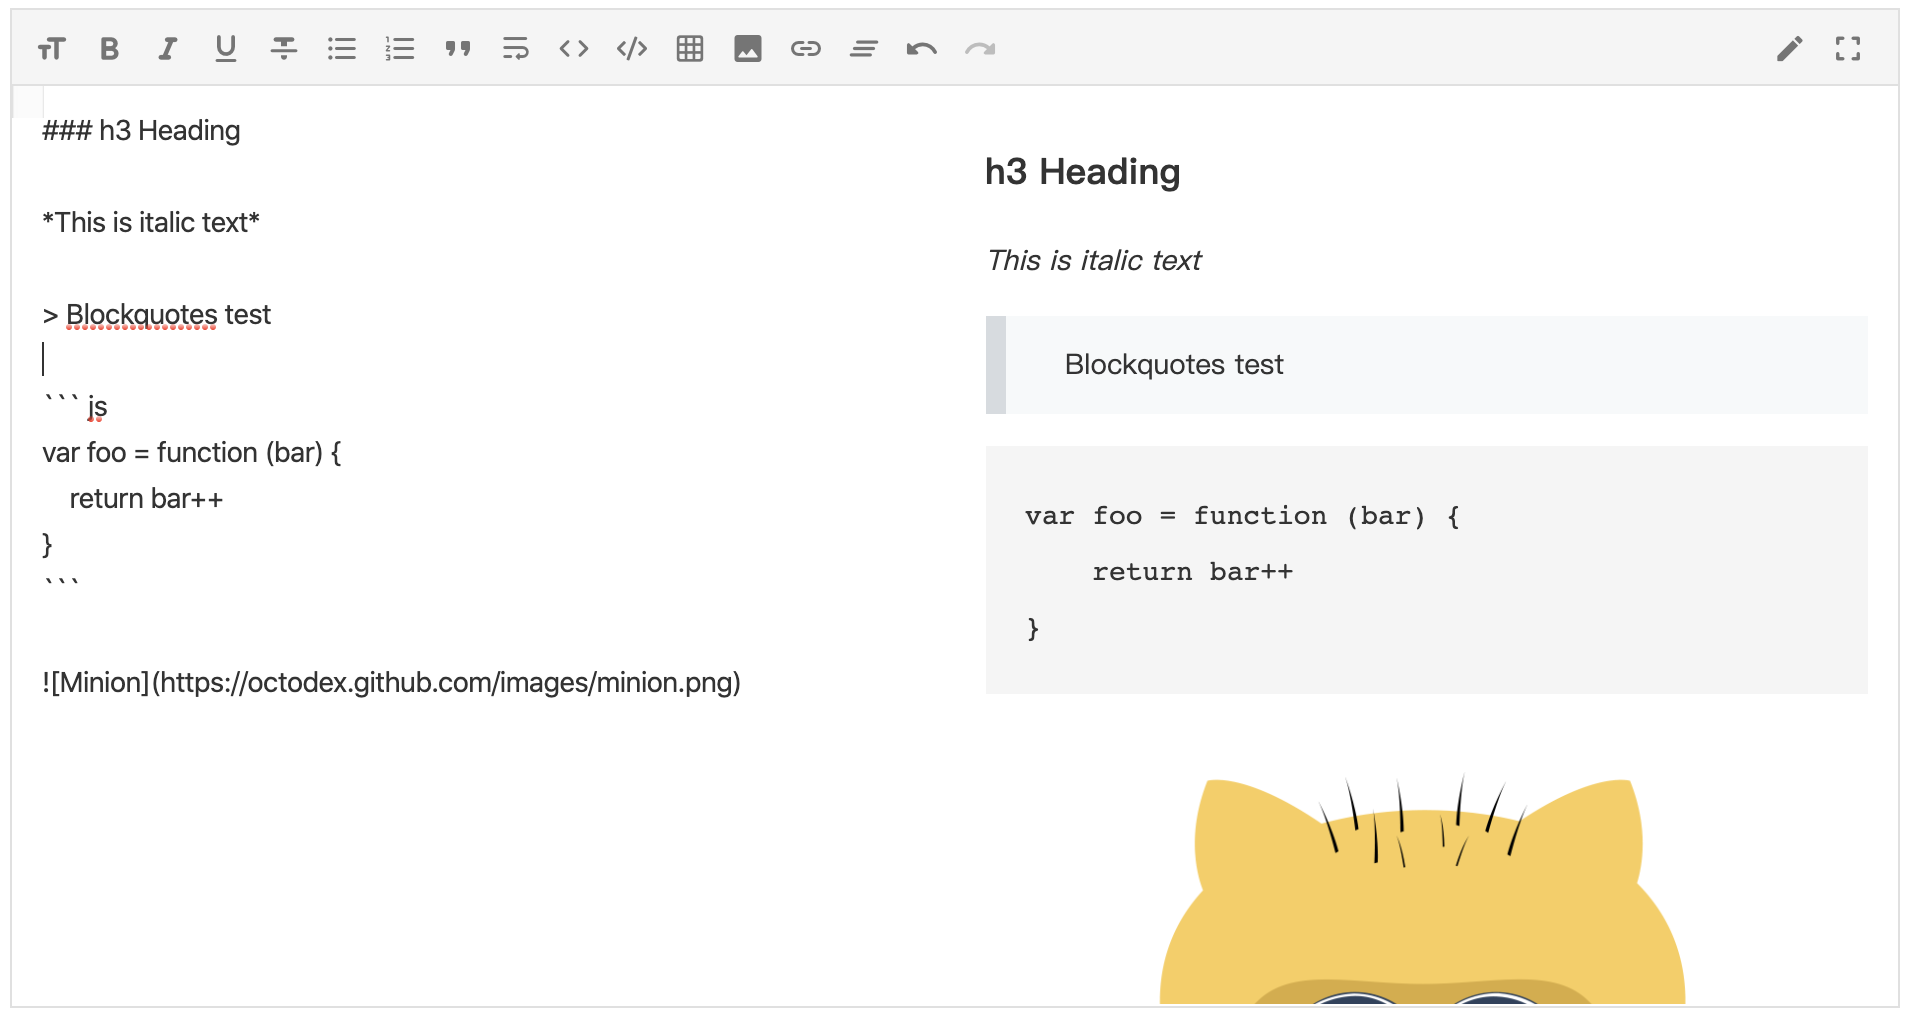 ### h3 Heading
*This is italic text*
> Blockquotes test
``` js
var foo = function (bar) {
    return bar++
}
```
![Minion](https://octodex.github.com/images/minion.png)
h3 Heading
This is italic text
Blockquotes test
var foo = function (bar) {
    return bar++
}